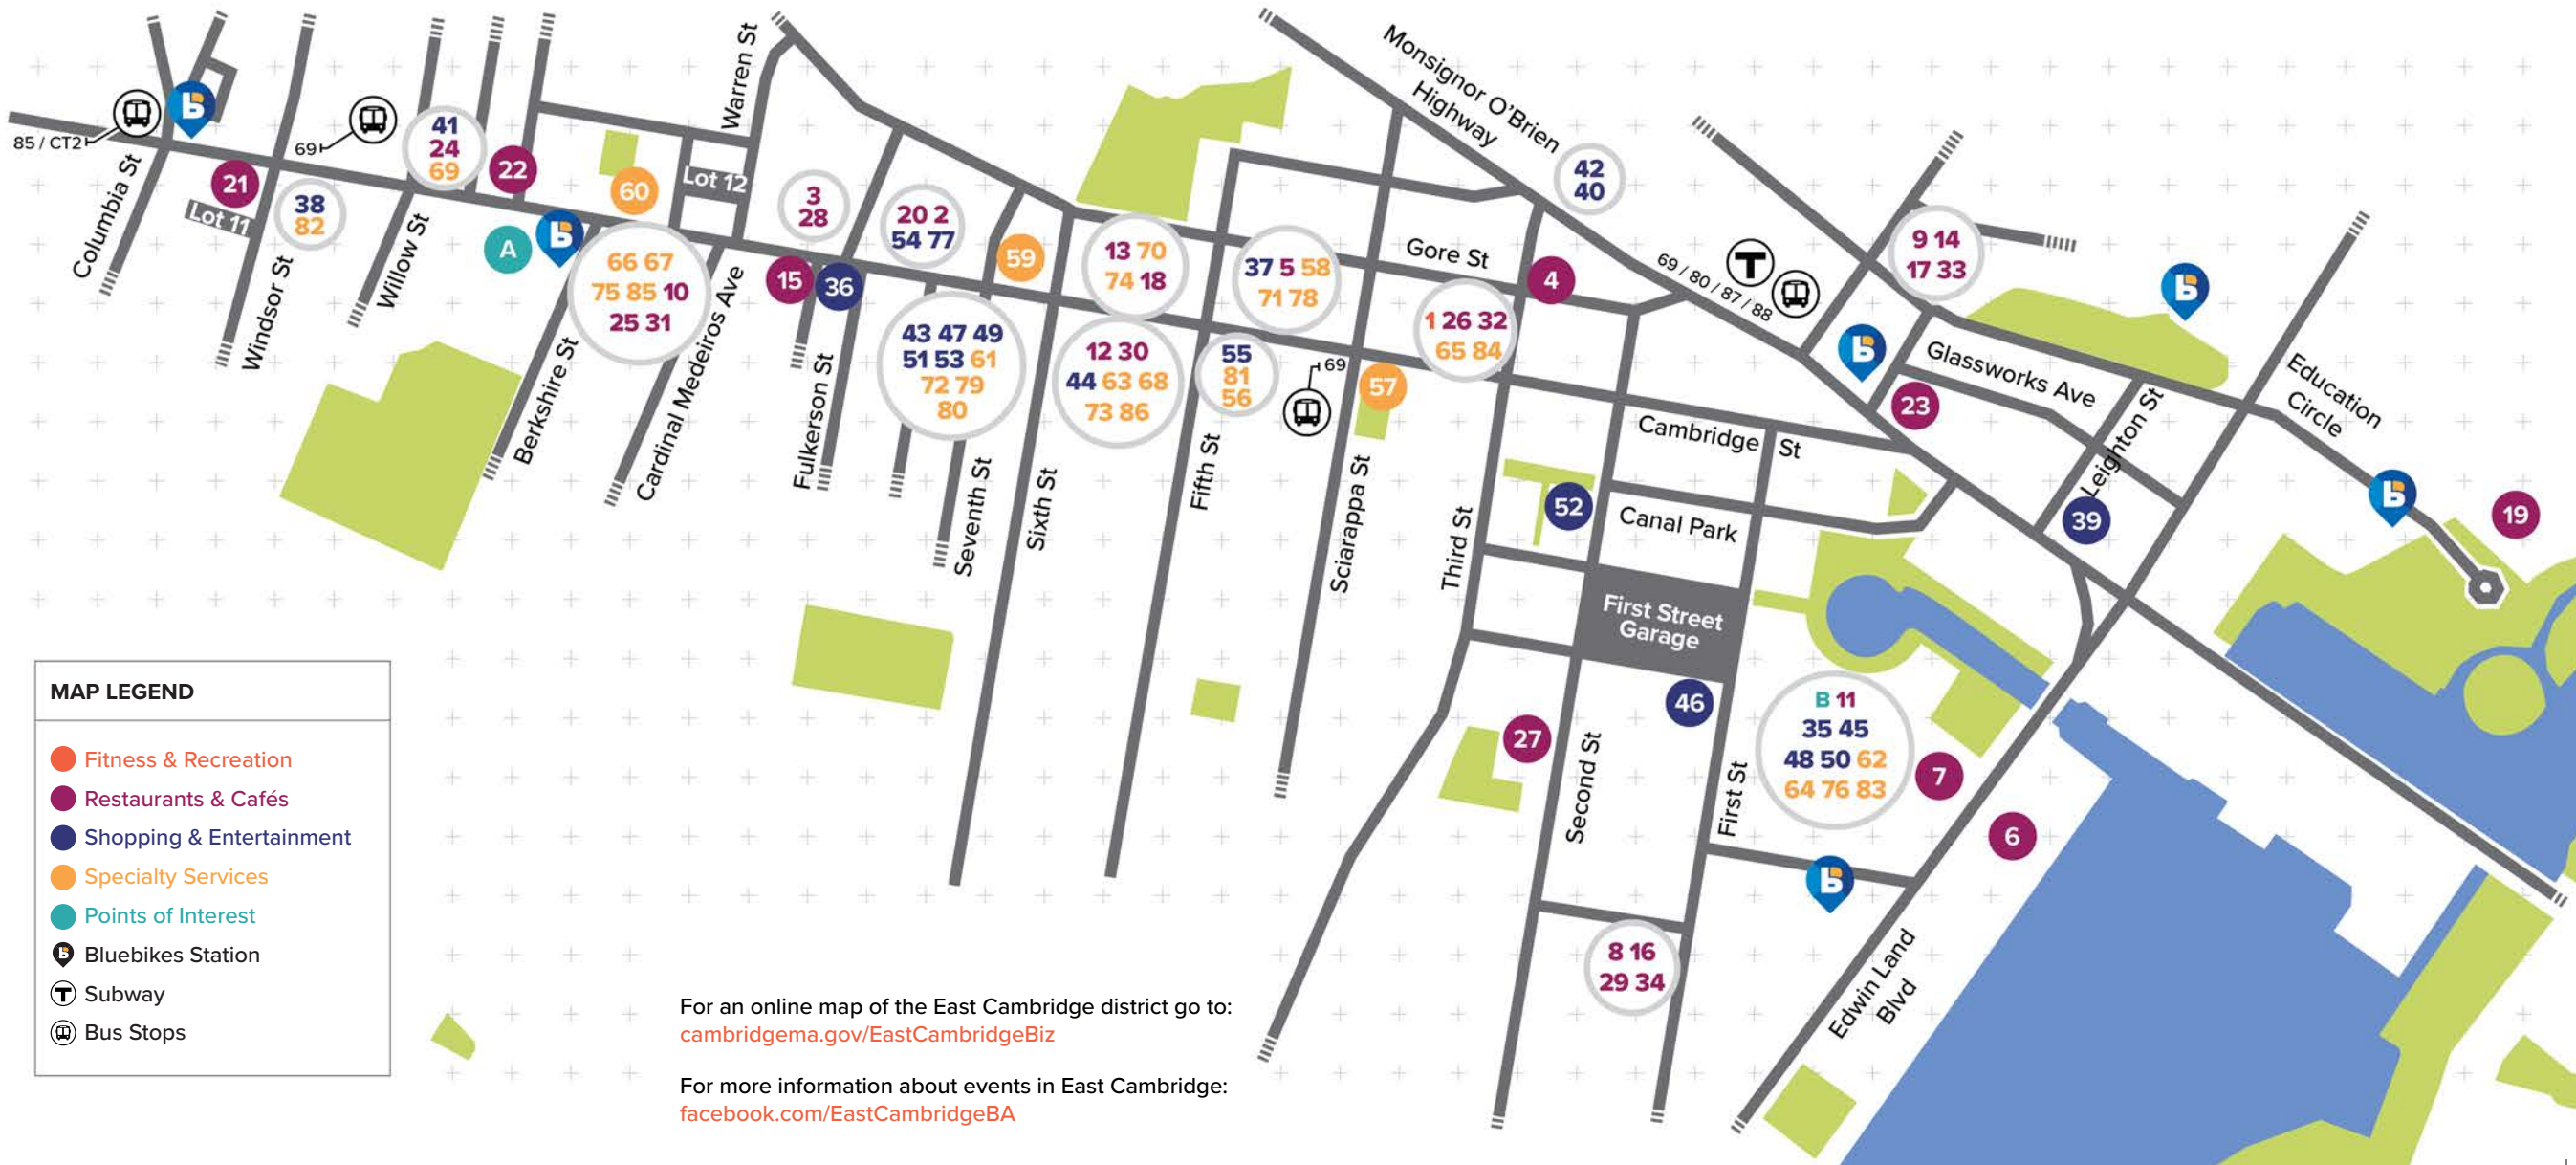 Monsignor O'Brien
Highway
Warren St
85 / CT2
69
41
24
69
22
21
Lot 11
38
82
60
Lot 12
3
28
20 2
54 77
42
40
9 14
17 33
Columbia St
Windsor St
Willow St
A
66 67
75 85 10
25 31
Berkshire St
Cardinal Medeiros Ave
15
36
Fulkerson St
59
43 47 49
51 53 61
72 79
80
Seventh St
Sixth St
13 70
74 18
12 30
44 63 68
73 86
37 5 58
71 78
55
81
56
Fifth St
69
57
Sciarappa St
Gore St
4
1 26 32
65 84
69 / 80 / 87 / 88
T
Glassworks Ave
23
Leighton St
Education
Circle
39
19
Cambridge St
52
Canal Park
Third St
First Street
Garage
46
27
Second St
First St
B 11
35 45
48 50 62
64 76 83
7
6
8 16
29 34
Edwin Land
Blvd
MAP LEGEND
Fitness & Recreation
Restaurants & Cafés
Shopping & Entertainment
Specialty Services
Points of Interest
Bluebikes Station
Subway
Bus Stops
For an online map of the East Cambridge district go to:
cambridgema.gov/EastCambridgeBiz
For more information about events in East Cambridge:
facebook.com/EastCambridgeBA